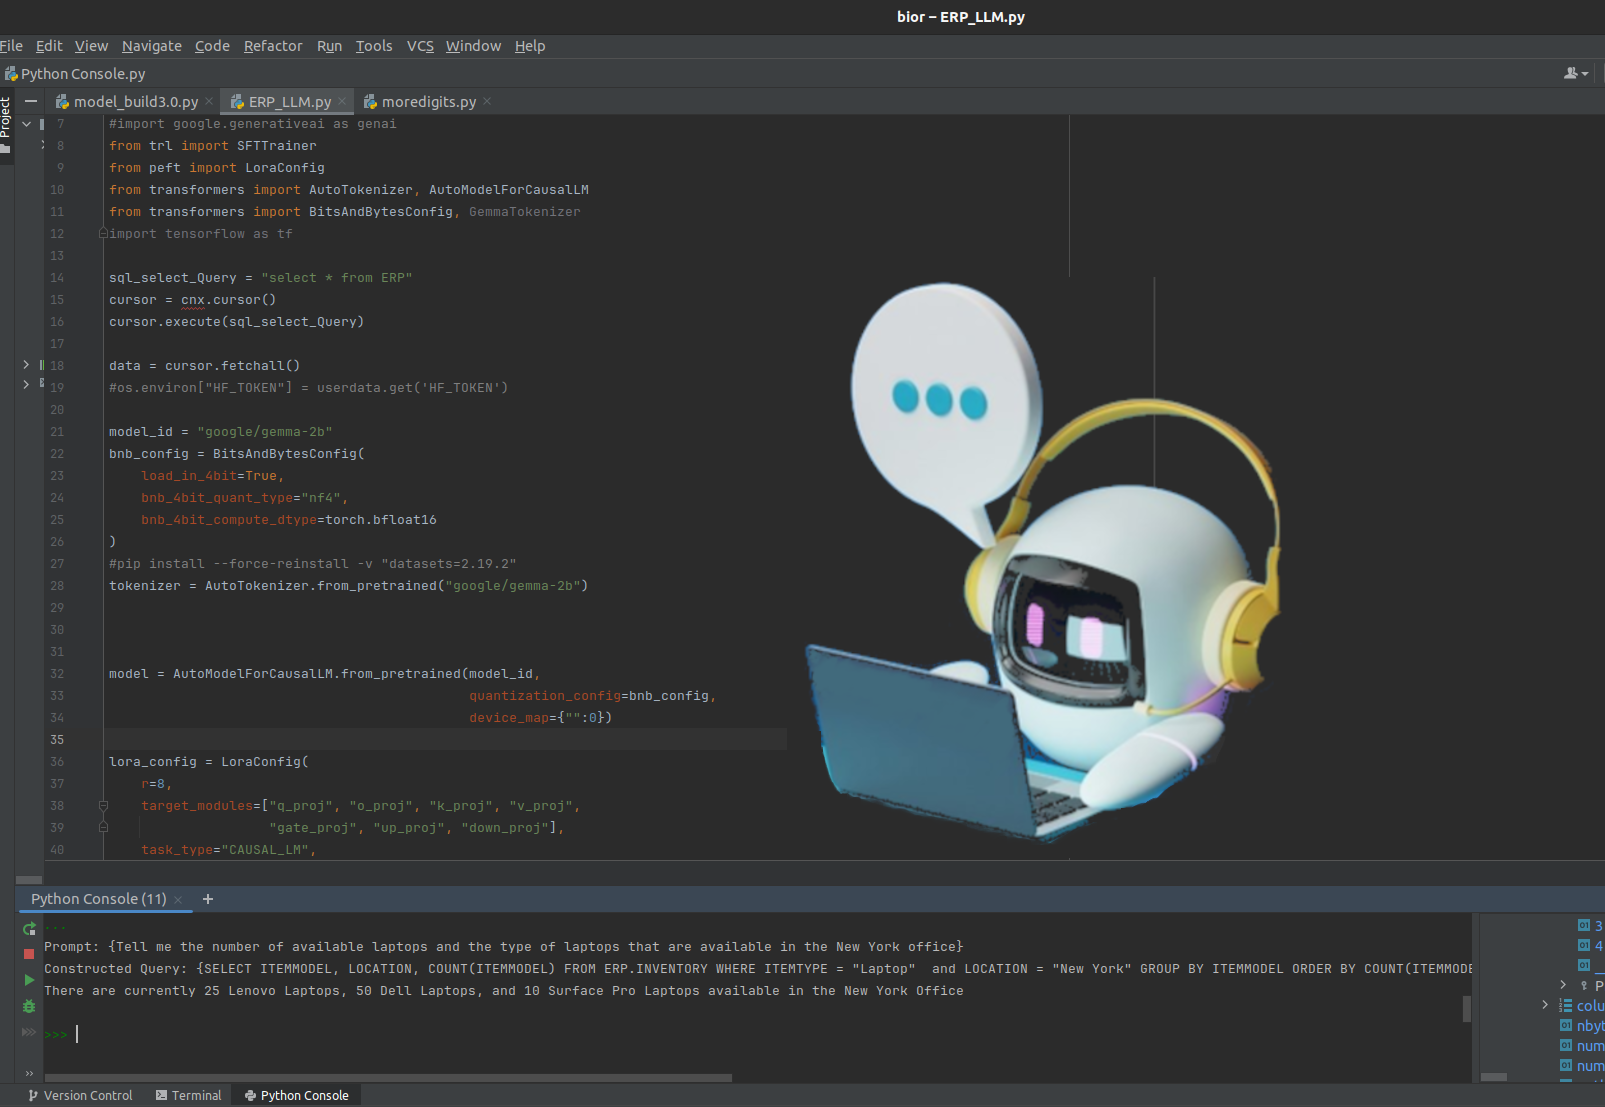 bior – ERP_LLM.py
File Edit View Navigate Code Refactor Run Tools VCS Window Help
Python Console.py
Project
model_build3.0.py ERP_LLM.py moredigits.py
7 #import google.generativeai as genai
8 from trl import SFTTrainer
9 from peft import LoraConfig
10 from transformers import AutoTokenizer, AutoModelForCausalLM
11 from transformers import BitsAndBytesConfig, GemmaTokenizer
12 import tensorflow as tf
13
14 sql_select_Query = "select * from ERP"
15 cursor = cnx.cursor()
16 cursor.execute(sql_select_Query)
17
18 data = cursor.fetchall()
19 #os.environ["HF_TOKEN"] = userdata.get('HF_TOKEN')
20
21 model_id = "google/gemma-2b"
22 bnb_config = BitsAndBytesConfig(
23 load_in_4bit=True,
24 bnb_4bit_quant_type="nf4",
25 bnb_4bit_compute_dtype=torch.bfloat16
26 )
27 #pip install --force-reinstall -v "datasets=2.19.2"
28 tokenizer = AutoTokenizer.from_pretrained("google/gemma-2b")
29
30
31
32 model = AutoModelForCausalLM.from_pretrained(model_id,
33 quantization_config=bnb_config,
34 device_map={"":0})
35
36 lora_config = LoraConfig(
37 r=8,
38 target_modules=["q_proj", "o_proj", "k_proj", "v_proj",
39 "gate_proj", "up_proj", "down_proj"],
40 task_type="CAUSAL_LM",
Python Console (11)
...
Prompt: {Tell me the number of available laptops and the type of laptops that are available in the New York office}
Constructed Query: {SELECT ITEMMODEL, LOCATION, COUNT(ITEMMODEL) FROM ERP.INVENTORY WHERE ITEMTYPE = "Laptop"  and LOCATION = "New York" GROUP BY ITEMMODEL ORDER BY COUNT(ITEMMODE
There are currently 25 Lenovo Laptops, 50 Dell Laptops, and 10 Surface Pro Laptops available in the New York Office
>>>
3
4
__
P
colu
nbyt
num
num
Version Control Terminal Python Console